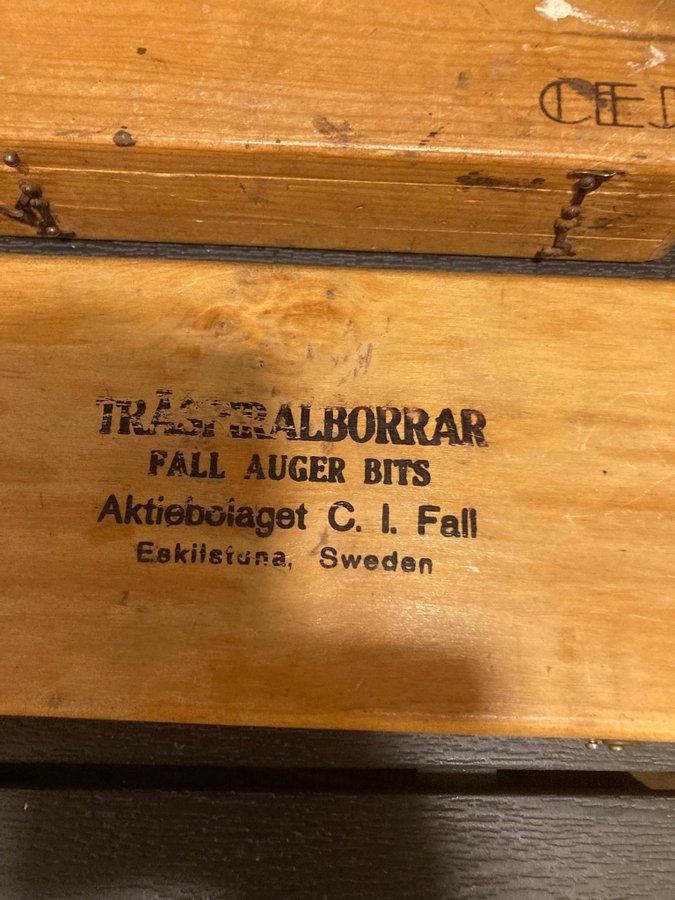 TRÄSPIRALBORRAR
FALL AUGER BITS
Aktiebolaget C. I. Fall
Eskilstuna, Sweden